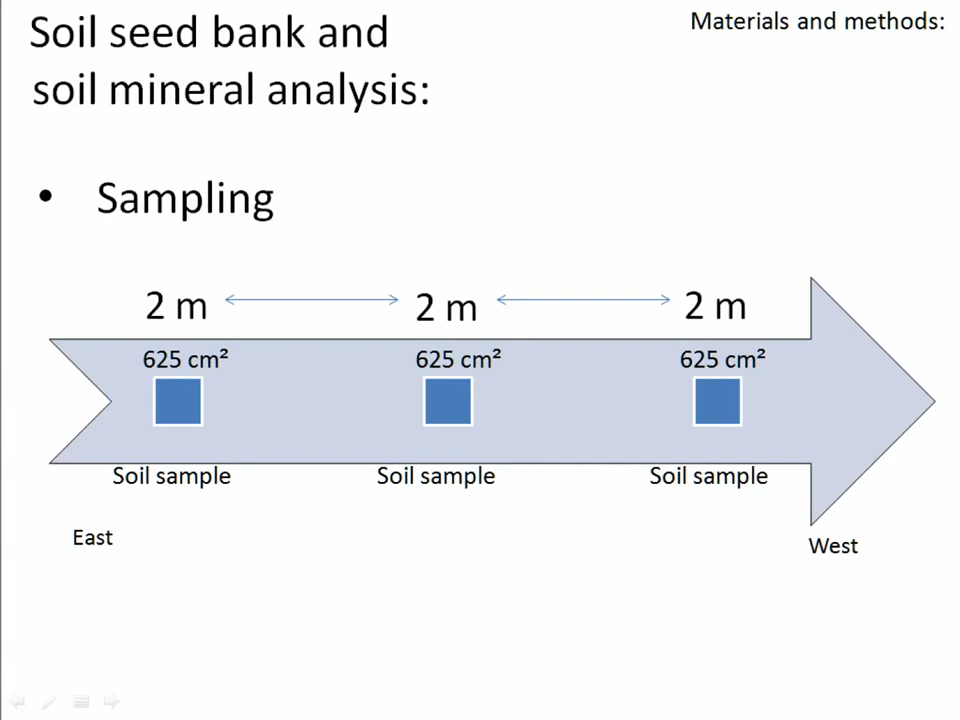 Soil seed bank and
soil mineral analysis:
Materials and methods:
• Sampling
2 m 2 m 2 m
625 cm² 625 cm² 625 cm²
Soil sample Soil sample Soil sample
East
West